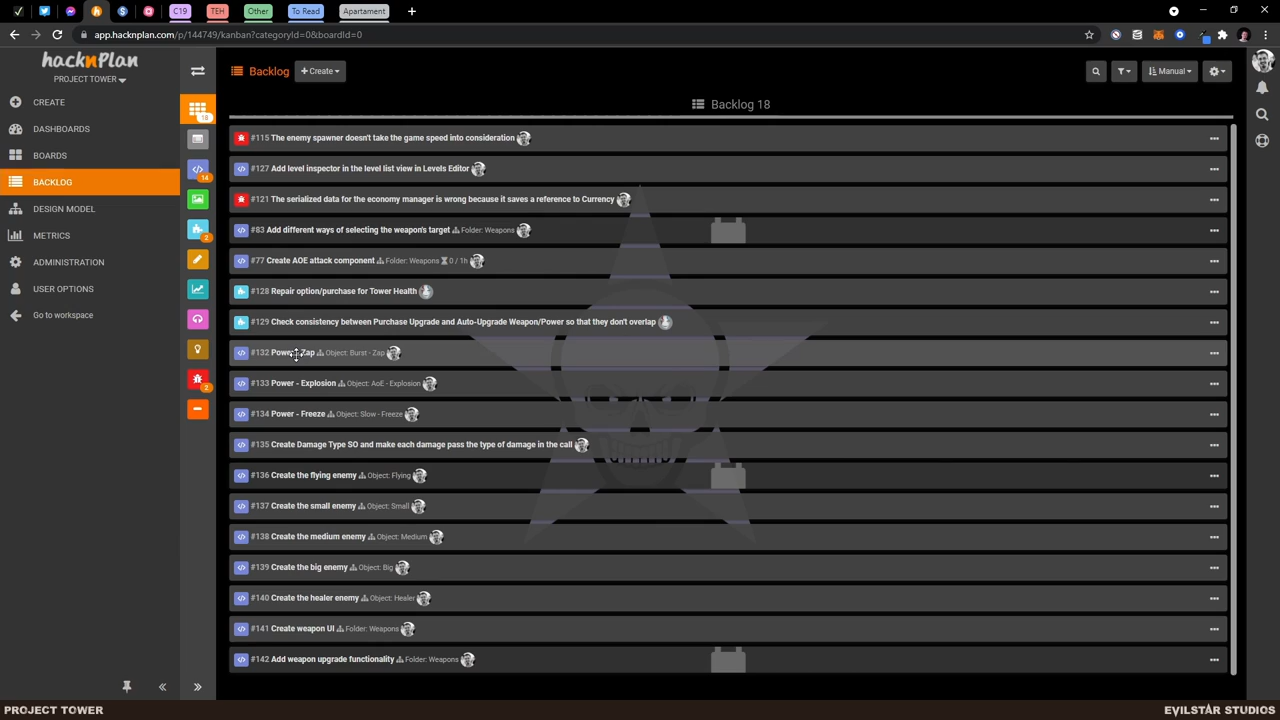 C19
TEH
Other
To Read
Apartament
app.hacknplan.com/p/144749/kanban?categoryId=0&boardId=0
hacknPlan
PROJECT TOWER
CREATE
DASHBOARDS
BOARDS
BACKLOG
DESIGN MODEL
METRICS
ADMINISTRATION
USER OPTIONS
Go to workspace
18
14
2
2
Backlog
+ Create
Manual
Backlog 18
#115 The enemy spawner doesn't take the game speed into consideration
#127 Add level inspector in the level list view in Levels Editor
#121 The serialized data for the economy manager is wrong because it saves a reference to Currency
#83 Add different ways of selecting the weapon's target Folder: Weapons
#77 Create AOE attack component Folder: Weapons 0 / 1h
#128 Repair option/purchase for Tower Health
#129 Check consistency between Purchase Upgrade and Auto-Upgrade Weapon/Power so that they don't overlap
#132 Power Zap Object: Burst - Zap
#133 Power - Explosion Object: AoE - Explosion
#134 Power - Freeze Object: Slow - Freeze
#135 Create Damage Type SO and make each damage pass the type of damage in the call
#136 Create the flying enemy Object: Flying
#137 Create the small enemy Object: Small
#138 Create the medium enemy Object: Medium
#139 Create the big enemy Object: Big
#140 Create the healer enemy Object: Healer
#141 Create weapon UI Folder: Weapons
#142 Add weapon upgrade functionality Folder: Weapons
PROJECT TOWER
EVILSTAR STUDIOS